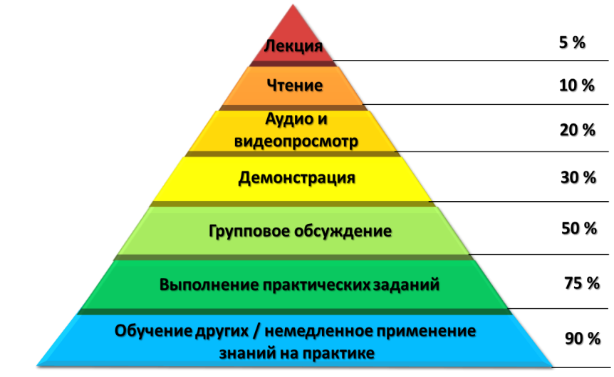 Лекция 5 %
Чтение 10 %
Аудио и
видеопросмотр 20 %
Демонстрация 30 %
Групповое обсуждение 50 %
Выполнение практических заданий 75 %
Обучение других / немедленное применение
знаний на практике 90 %